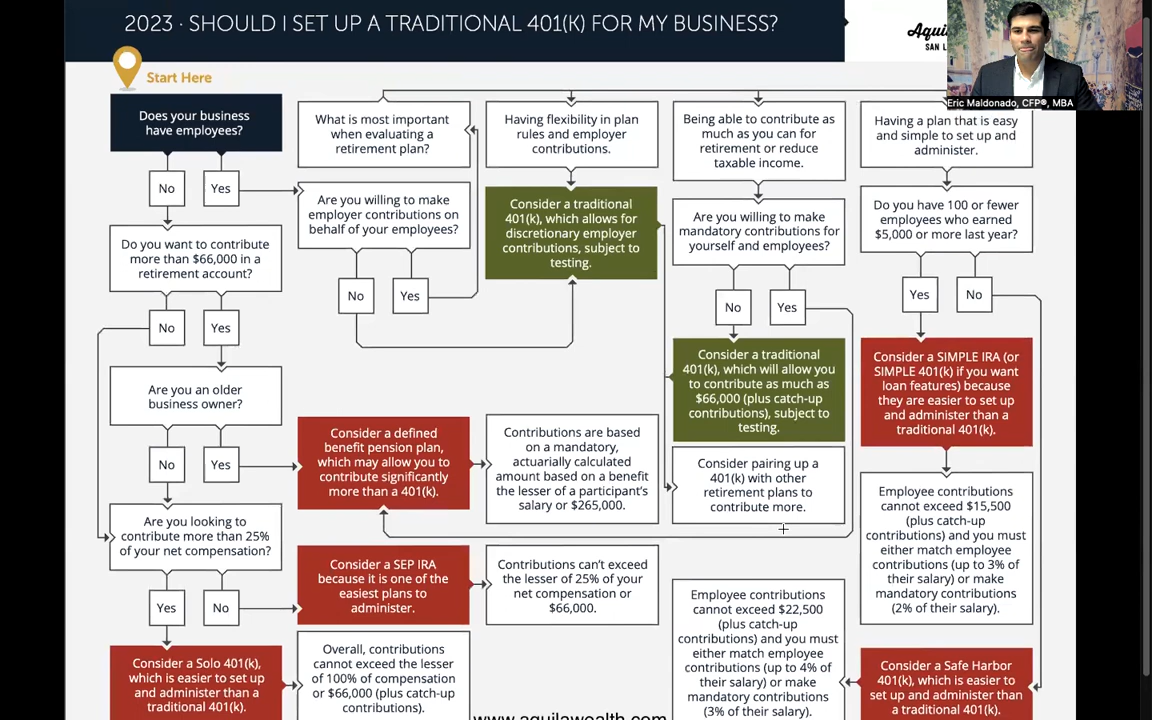 2023 · SHOULD I SET UP A TRADITIONAL 401(K) FOR MY BUSINESS?
SAN L
Eric Maldonado, CFP®, MBA
Start Here
Does your business
have employees?
No
Yes
Do you want to contribute
more than $66,000 in a
retirement account?
No
Yes
Are you an older
business owner?
No
Yes
Are you looking to
contribute more than 25%
of your net compensation?
Yes
No
Consider a Solo 401(k),
which is easier to set up
and administer than a
traditional 401(k).
What is most important
when evaluating a
retirement plan?
Are you willing to make
employer contributions on
behalf of your employees?
No
Yes
Consider a defined
benefit pension plan,
which may allow you to
contribute significantly
more than a 401(k).
Consider a SEP IRA
because it is one of the
easiest plans to
administer.
Overall, contributions
cannot exceed the lesser
of 100% of compensation
or $66,000 (plus catch-up
contributions).
Having flexibility in plan
rules and employer
contributions.
Consider a traditional
401(k), which allows for
discretionary employer
contributions, subject to
testing.
Contributions are based
on a mandatory,
actuarially calculated
amount based on a benefit
the lesser of a participant's
salary or $265,000.
Contributions can't exceed
the lesser of 25% of your
net compensation or
$66,000.
Being able to contribute as
much as you can for
retirement or reduce
taxable income.
Are you willing to make
mandatory contributions for
yourself and employees?
No
Yes
Consider a traditional
401(k), which will allow you
to contribute as much as
$66,000 (plus catch-up
contributions), subject to
testing.
Consider pairing up a
401(k) with other
retirement plans to
contribute more.
Employee contributions
cannot exceed $22,500
(plus catch-up
contributions) and you must
either match employee
contributions (up to 4% of
their salary) or make
mandatory contributions
(3% of their salary).
Having a plan that is easy
and simple to set up and
administer.
Do you have 100 or fewer
employees who earned
$5,000 or more last year?
Yes
No
Consider a SIMPLE IRA (or
SIMPLE 401(k) if you want
loan features) because
they are easier to set up
and administer than a
traditional 401(k).
Employee contributions
cannot exceed $15,500
(plus catch-up
contributions) and you must
either match employee
contributions (up to 3% of
their salary) or make
mandatory contributions
(2% of their salary).
Consider a Safe Harbor
401(k), which is easier to
set up and administer than
a traditional 401(k).
www.aquilawealth.com